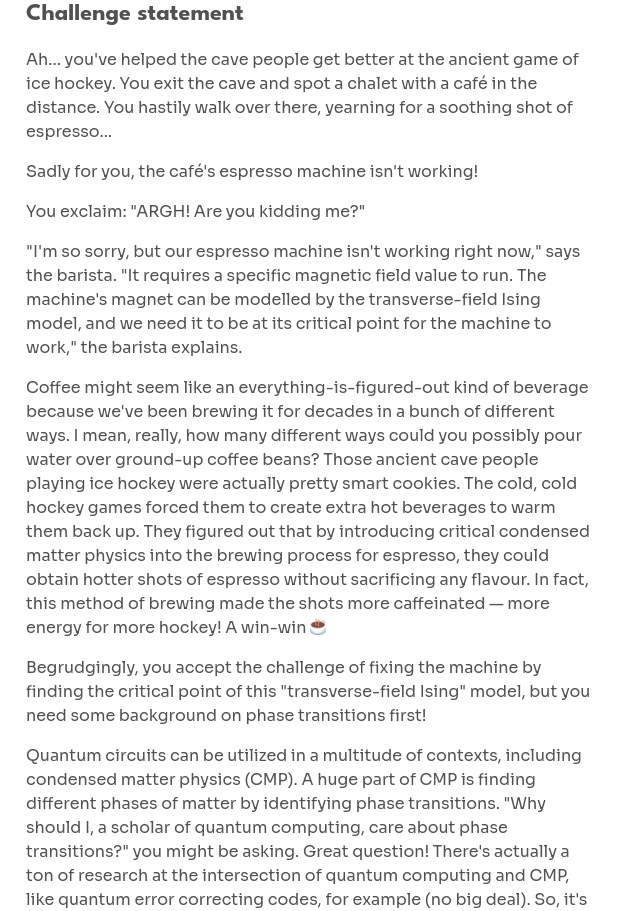 Challenge statement
Ah... you've helped the cave people get better at the ancient game of
ice hockey. You exit the cave and spot a chalet with a café in the
distance. You hastily walk over there, yearning for a soothing shot of
espresso...
Sadly for you, the café's espresso machine isn't working!
You exclaim: "ARGH! Are you kidding me?"
"I'm so sorry, but our espresso machine isn't working right now," says
the barista. "It requires a specific magnetic field value to run. The
machine's magnet can be modelled by the transverse-field Ising
model, and we need it to be at its critical point for the machine to
work," the barista explains.
Coffee might seem like an everything-is-figured-out kind of beverage
because we've been brewing it for decades in a bunch of different
ways. I mean, really, how many different ways could you possibly pour
water over ground-up coffee beans? Those ancient cave people
playing ice hockey were actually pretty smart cookies. The cold, cold
hockey games forced them to create extra hot beverages to warm
them back up. They figured out that by introducing critical condensed
matter physics into the brewing process for espresso, they could
obtain hotter shots of espresso without sacrificing any flavour. In fact,
this method of brewing made the shots more caffeinated — more
energy for more hockey! A win-win ☕
Begrudgingly, you accept the challenge of fixing the machine by
finding the critical point of this "transverse-field Ising" model, but you
need some background on phase transitions first!
Quantum circuits can be utilized in a multitude of contexts, including
condensed matter physics (CMP). A huge part of CMP is finding
different phases of matter by identifying phase transitions. "Why
should I, a scholar of quantum computing, care about phase
transitions?" you might be asking. Great question! There's actually a
ton of research at the intersection of quantum computing and CMP,
like quantum error correcting codes, for example (no big deal). So, it's